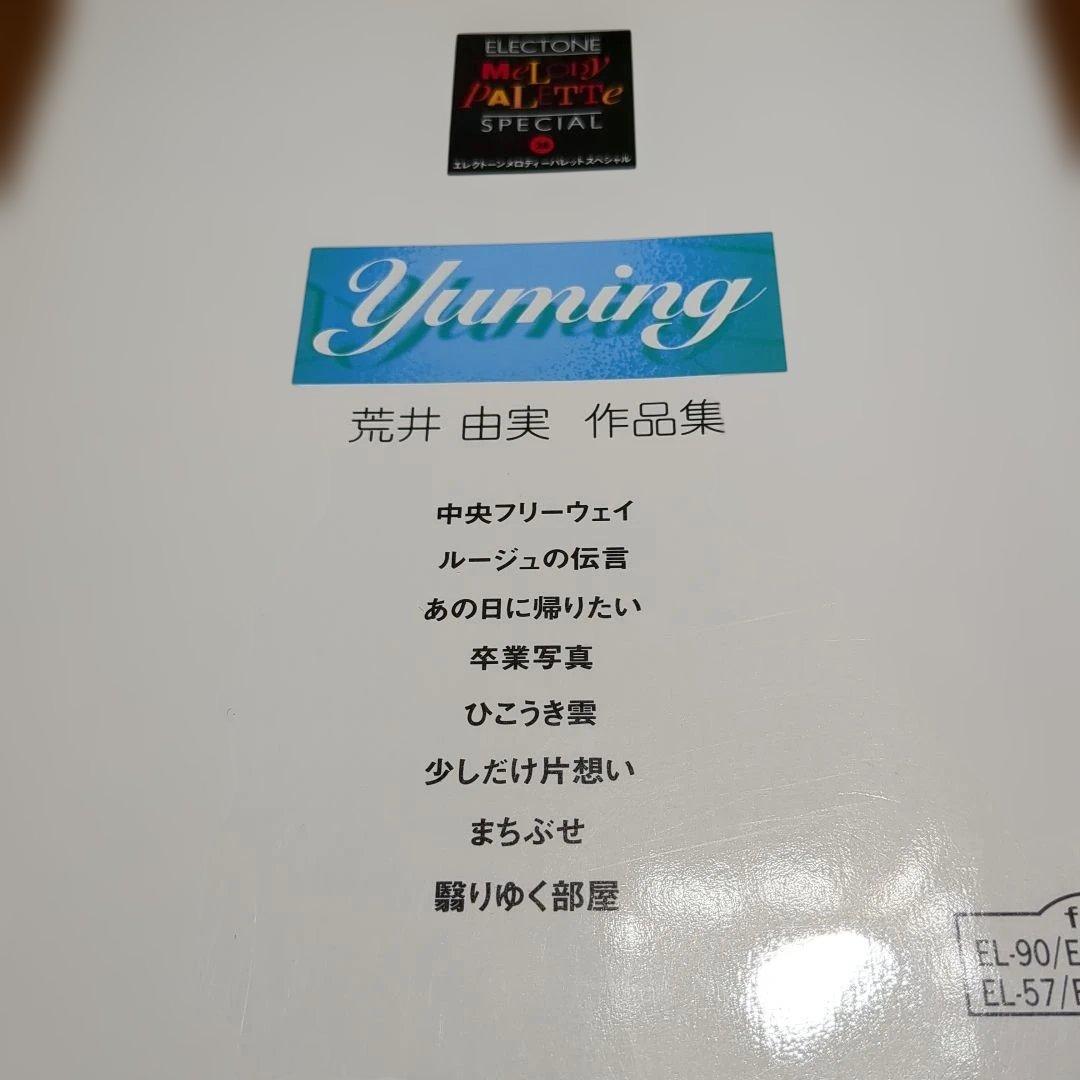 ELECTONE
MeLODy
PALETTe
SPECIAL
エレクトーンメロディーパレットスペシャル
Yuming
荒井 由実 作品集
中央フリーウェイ
ルージュの伝言
あの日に帰りたい
卒業写真
ひこうき雲
少しだけ片想い
まちぶせ
翳りゆく部屋
EL-90/E
EL-57/E